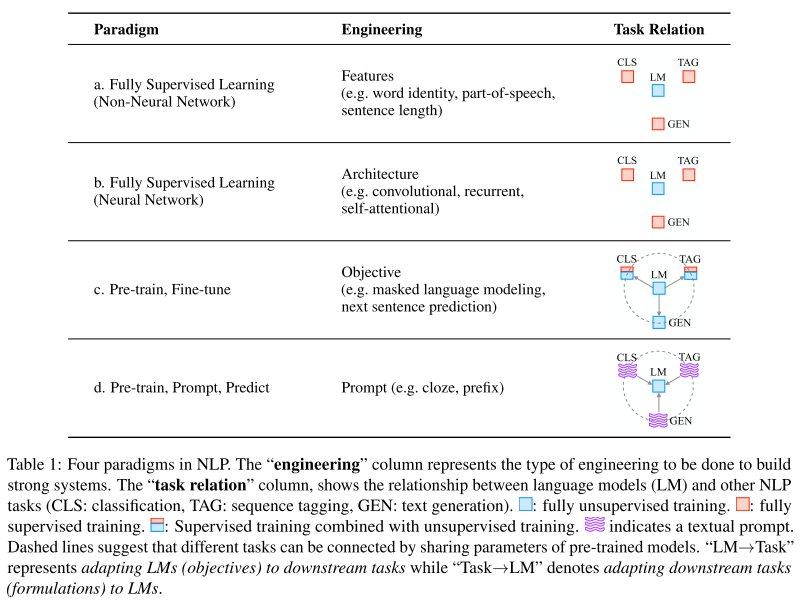 Paradigm Engineering Task Relation
a. Fully Supervised Learning
(Non-Neural Network)
Features
(e.g. word identity, part-of-speech,
sentence length)
CLS TAG
LM
GEN
b. Fully Supervised Learning
(Neural Network)
Architecture
(e.g. convolutional, recurrent,
self-attentional)
CLS TAG
LM
GEN
c. Pre-train, Fine-tune
Objective
(e.g. masked language modeling,
next sentence prediction)
CLS TAG
LM
GEN
d. Pre-train, Prompt, Predict
Prompt (e.g. cloze, prefix)
CLS TAG
LM
GEN
Table 1: Four paradigms in NLP. The “engineering” column represents the type of engineering to be done to build
strong systems. The “task relation” column, shows the relationship between language models (LM) and other NLP
tasks (CLS: classification, TAG: sequence tagging, GEN: text generation). : fully unsupervised training. : fully
supervised training. : Supervised training combined with unsupervised training. indicates a textual prompt.
Dashed lines suggest that different tasks can be connected by sharing parameters of pre-trained models. “LM→Task”
represents adapting LMs (objectives) to downstream tasks while “Task→LM” denotes adapting downstream tasks
(formulations) to LMs.